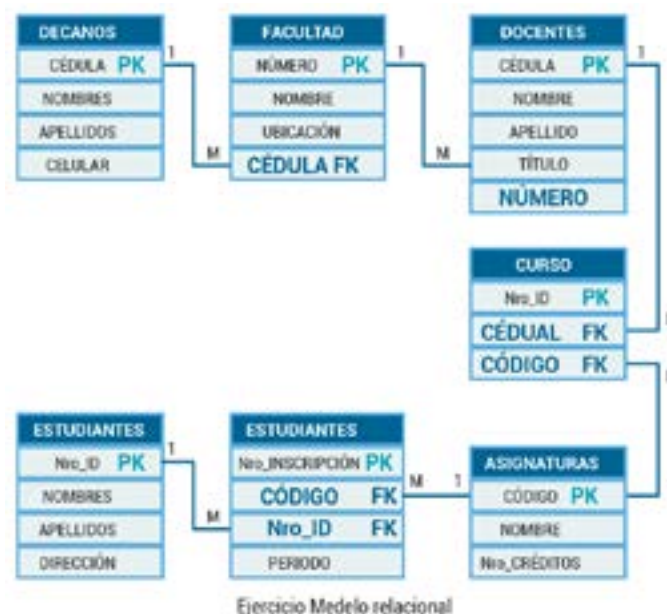 DECANOS
CÉDULA PK
NOMBRES
APELLIDOS
CELULAR
1
M
FACULTAD
NÚMERO PK
NOMBRE
UBICACIÓN
CÉDULA FK
1
M
DOCENTES
CÉDULA PK
NOMBRE
APELLIDO
TÍTULO
NÚMERO
1
CURSO
Nro_ID PK
CÉDUAL FK
CÓDIGO FK
ESTUDIANTES
Nro_ID PK
NOMBRES
APELLIDOS
DIRECCIÓN
1
M
ESTUDIANTES
Nro_INSCRIPCIÓN PK
CÓDIGO FK
Nro_ID FK
PERIODO
M 1
ASIGNATURAS
CÓDIGO PK
NOMBRE
Nro_CRÉDITOS
Ejercicio Medelo relacional